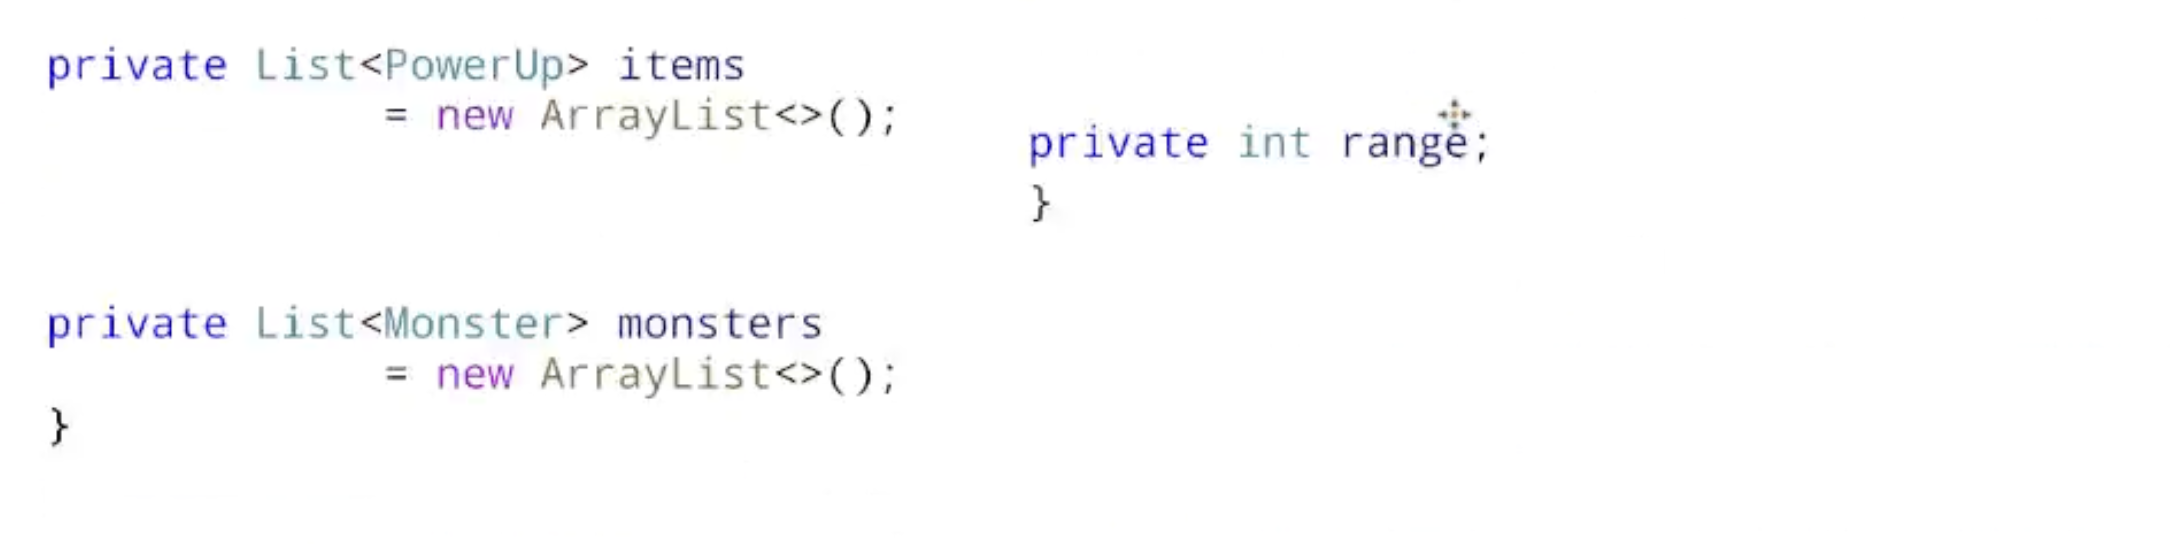 private List<PowerUp> items
= new ArrayList<>();
private List<Monster> monsters
= new ArrayList<>();
}
private int range;
}